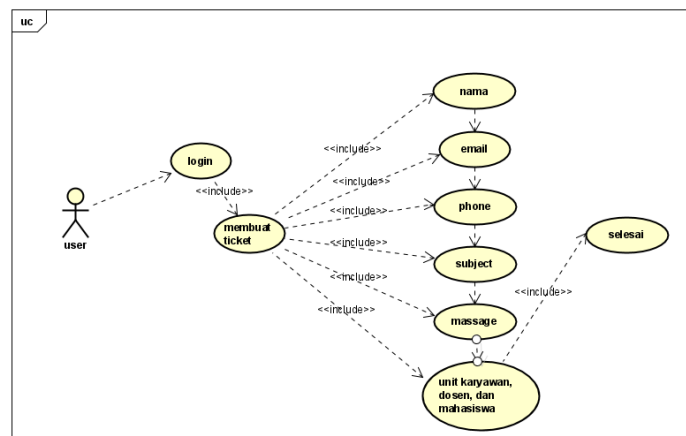 uc
nama
<<include>>
email
login
<<include>>
<<include>>
<<include>>
phone
user
membuat
ticket
selesai
<<include>>
subject
<<include>>
<<include>>
<<include>>
massage
unit karyawan,
dosen, dan
mahasiswa